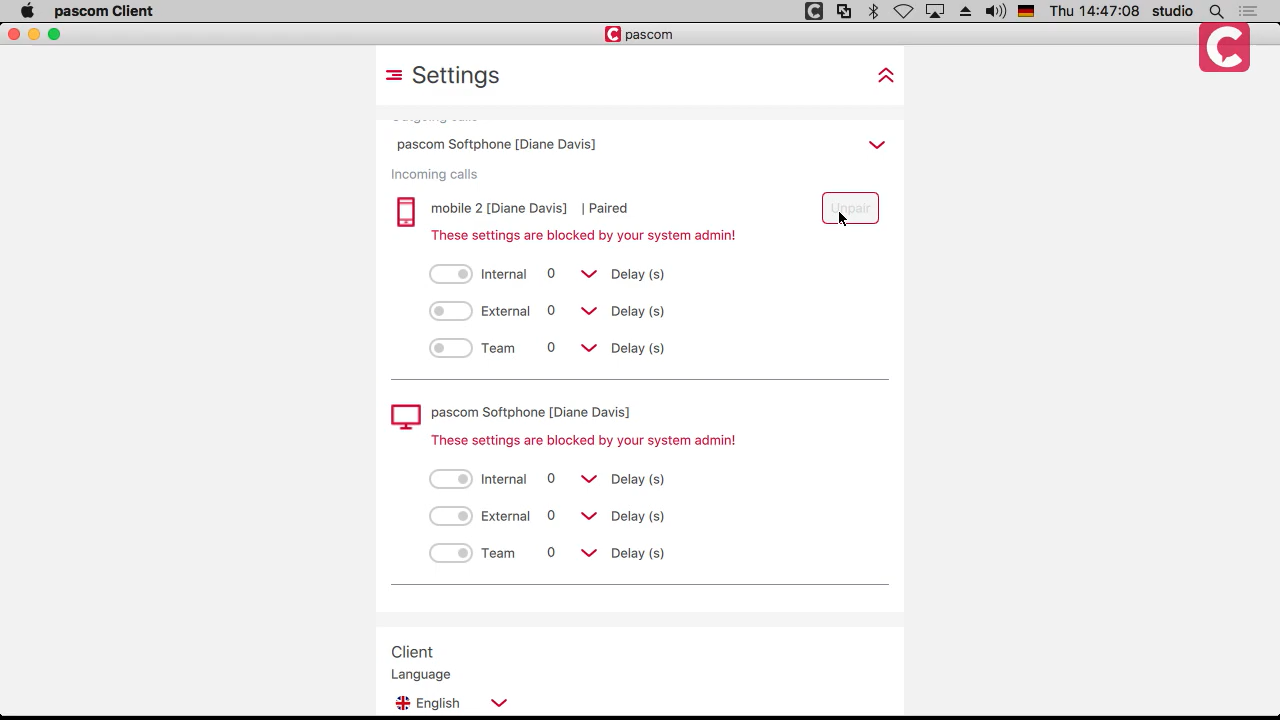 pascom Client
Thu 14:47:08 studio
pascom
Settings
Outgoing calls
pascom Softphone [Diane Davis]
Incoming calls
mobile 2 [Diane Davis] | Paired
Unpair
These settings are blocked by your system admin!
Internal 0 Delay (s)
External 0 Delay (s)
Team 0 Delay (s)
pascom Softphone [Diane Davis]
These settings are blocked by your system admin!
Internal 0 Delay (s)
External 0 Delay (s)
Team 0 Delay (s)
Client
Language
English